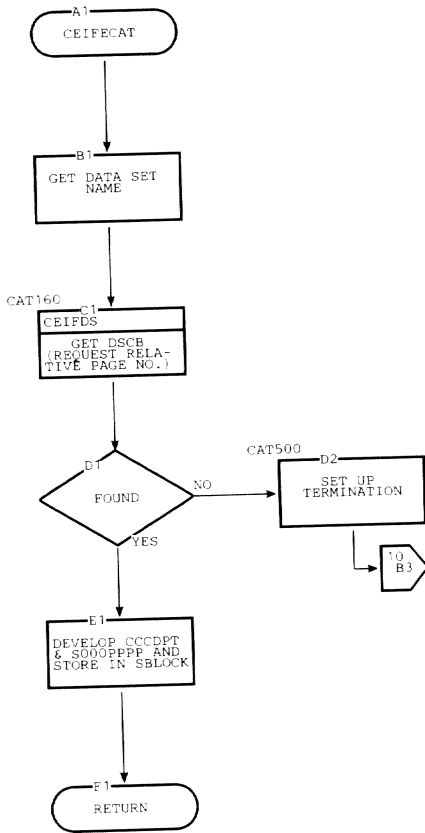 A1
CEIFECAT
B1
GET DATA SET
NAME
CAT160
C1
CEIFDS
GET DSCB
(REQUEST RELA-
TIVE PAGE NO.)
D1
FOUND
NO
YES
CAT500
D2
SET UP
TERMINATION
10
B3
E1
DEVELOP CCCDPT
& S000PPPP AND
STORE IN SBLOCK
F1
RETURN